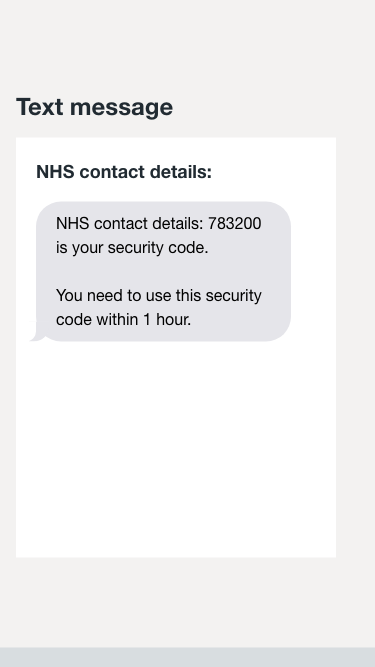 Text message
NHS contact details:
NHS contact details: 783200
is your security code.
You need to use this security
code within 1 hour.